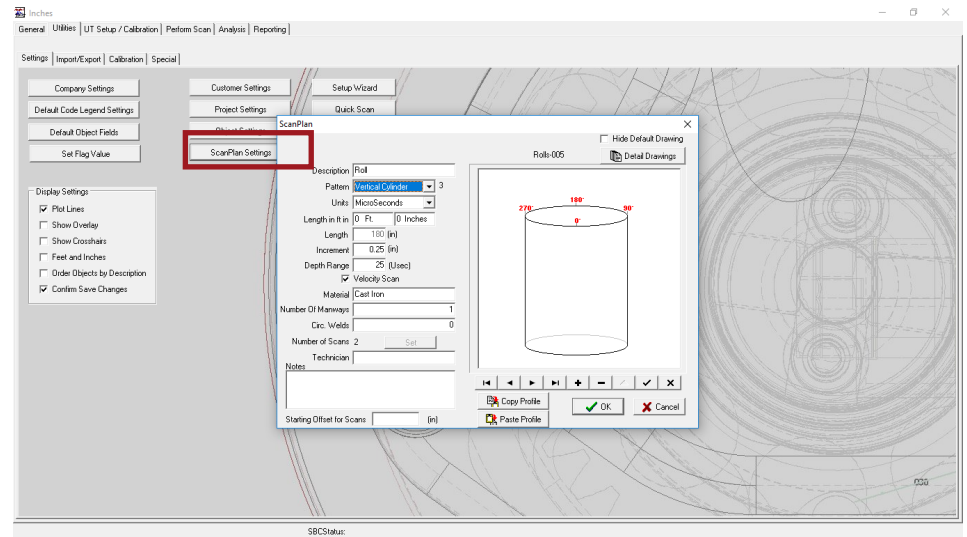 Inches
General Utilities UT Setup / Calibration Perform Scan Analysis Reporting
Settings Import/Export Calibration Special
Company Settings
Default Code Legend Settings
Default Object Fields
Set Flag Value
Customer Settings
Project Settings
Object Settings
ScanPlan Settings
Setup Wizard
Quick Scan
Display Settings
Plot Lines
Show Overlay
Show Crosshairs
Feet and Inches
Order Objects by Description
Confirm Save Changes
ScanPlan
Hide Default Drawing
Rolls-005 Detail Drawings
Description Roll
Pattern Vertical Cylinder 3
Units MicroSeconds
Length in ft in 0 Ft. 0 Inches
Length 180 (in)
Increment 0.25 (in)
Depth Range 25 (Usec)
Velocity Scan
Material Cast Iron
Number Of Manways 1
Circ. Welds 0
Number of Scans 2 Set
Technician
Notes
Starting Offset for Scans (in)
180°
270° 90°
0°
Copy Profile
Paste Profile
OK Cancel
SBCStatus: